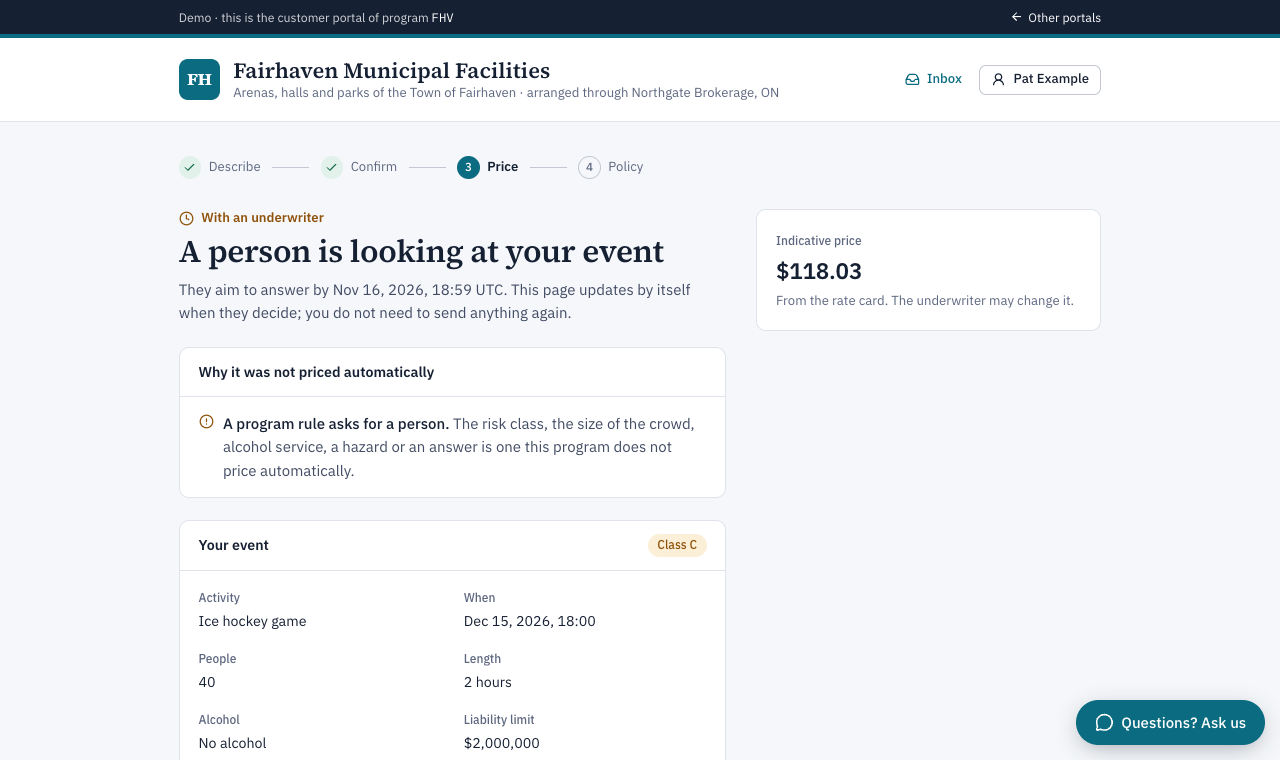 Demo · this is the customer portal of program FHV
← Other portals
FH
Fairhaven Municipal Facilities
Arenas, halls and parks of the Town of Fairhaven · arranged through Northgate Brokerage, ON
Inbox
Pat Example
Describe
Confirm
3 Price
4 Policy
With an underwriter
A person is looking at your event
They aim to answer by Nov 16, 2026, 18:59 UTC. This page updates by itself
when they decide; you do not need to send anything again.
Indicative price
$118.03
From the rate card. The underwriter may change it.
Why it was not priced automatically
A program rule asks for a person. The risk class, the size of the crowd,
alcohol service, a hazard or an answer is one this program does not
price automatically.
Your event
Class C
Activity
Ice hockey game
When
Dec 15, 2026, 18:00
People
40
Length
2 hours
Alcohol
No alcohol
Liability limit
$2,000,000
Questions? Ask us